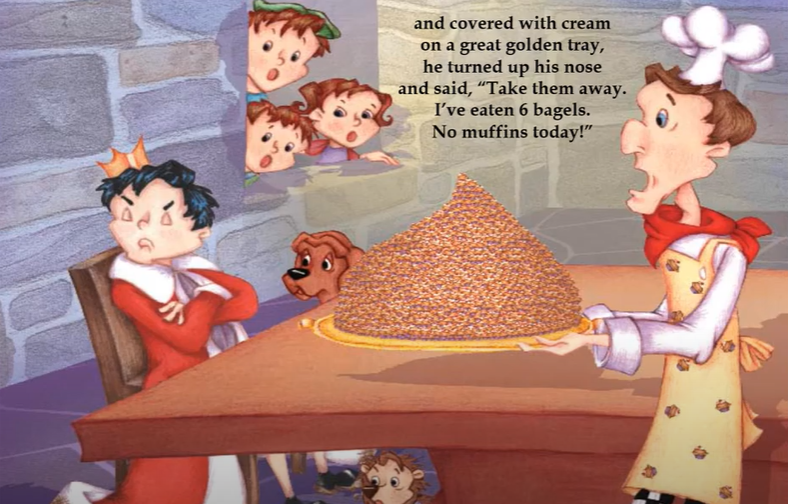 and covered with cream
on a great golden tray,
he turned up his nose
and said, “Take them away.
I’ve eaten 6 bagels.
No muffins today!”